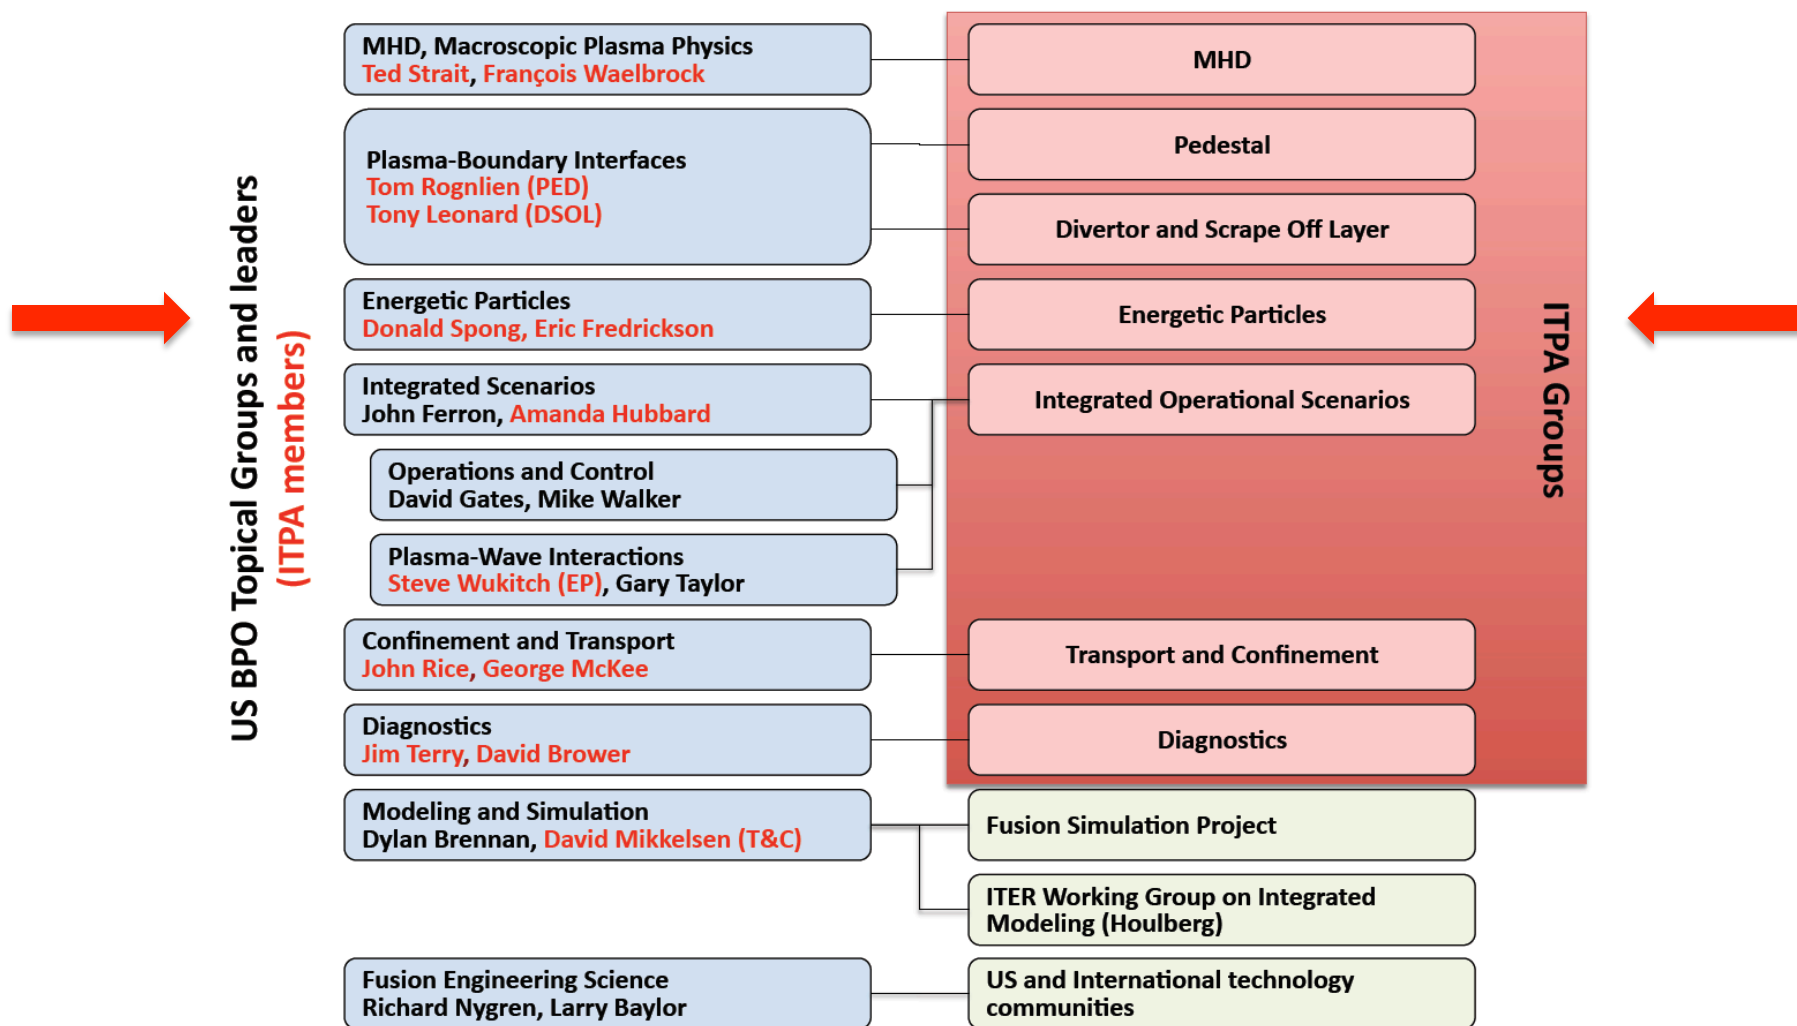 US BPO Topical Groups and leaders
(ITPA members)
MHD, Macroscopic Plasma Physics
Ted Strait, François Waelbrock
MHD
Plasma-Boundary Interfaces
Tom Rognlien (PED)
Tony Leonard (DSOL)
Pedestal
Divertor and Scrape Off Layer
Energetic Particles
Donald Spong, Eric Fredrickson
Energetic Particles
Integrated Scenarios
John Ferron, Amanda Hubbard
Integrated Operational Scenarios
Operations and Control
David Gates, Mike Walker
Plasma-Wave Interactions
Steve Wukitch (EP), Gary Taylor
Confinement and Transport
John Rice, George McKee
Transport and Confinement
Diagnostics
Jim Terry, David Brower
Diagnostics
ITPA Groups
Modeling and Simulation
Dylan Brennan, David Mikkelsen (T&C)
Fusion Simulation Project
ITER Working Group on Integrated
Modeling (Houlberg)
Fusion Engineering Science
Richard Nygren, Larry Baylor
US and International technology
communities